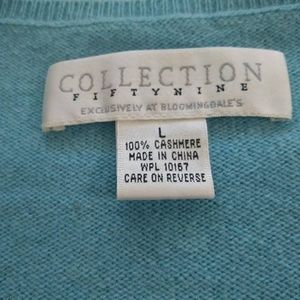 COLLECTION
FIFTYNINE
EXCLUSIVELY AT BLOOMINGDALE'S
L
100% CASHMERE
MADE IN CHINA
WPL 10167
CARE ON REVERSE